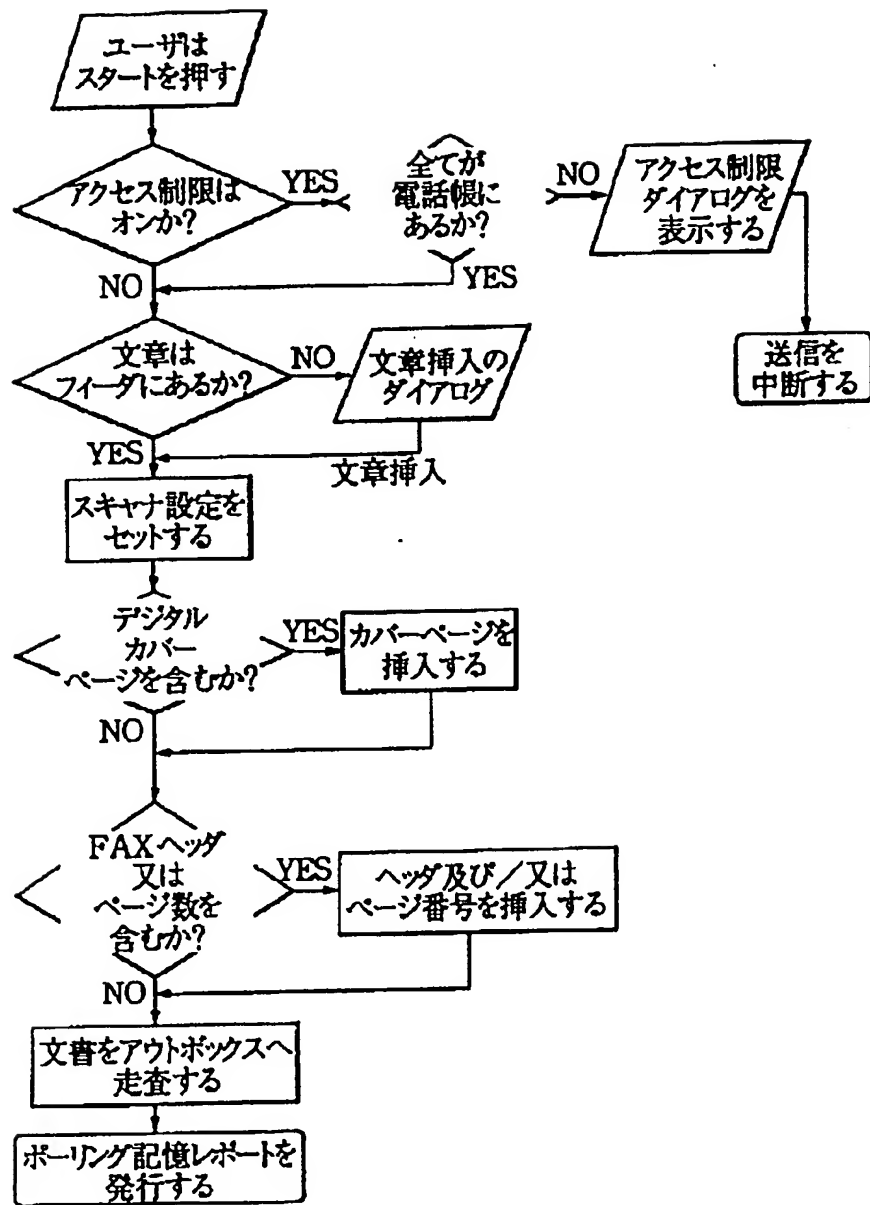 ユーザは
スタートを押す
アクセス制限は
オンか?
YES
全てが
電話帳に
あるか?
NO
アクセス制限
ダイアログを
表示する
NO
YES
送信を
中断する
文章は
フィーダにあるか?
NO
文章挿入の
ダイアログ
YES
文章挿入
スキャナ設定を
セットする
デジタル
カバー
ページを含むか?
YES
カバーページを
挿入する
NO
FAXヘッダ
又は
ページ数を
含むか?
YES
ヘッダ及び/又は
ページ番号を挿入する
NO
文書をアウトボックスへ
走査する
ポーリング記憶レポートを
発行する